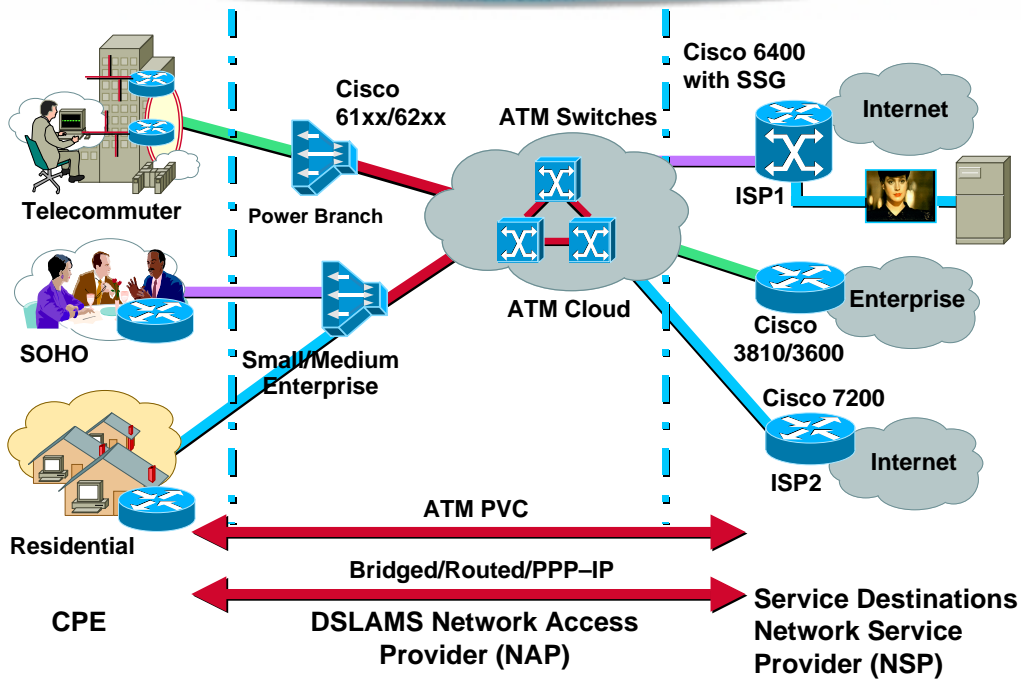 Cisco
61xx/62xx
ATM Switches
Cisco 6400
with SSG
Internet
ISP1
Telecommuter
Power Branch
ATM Cloud
Enterprise
Cisco
3810/3600
SOHO
Small/Medium
Enterprise
Cisco 7200
Internet
ISP2
Residential
ATM PVC
Bridged/Routed/PPP–IP
CPE
DSLAMS Network Access
Provider (NAP)
Service Destinations
Network Service
Provider (NSP)